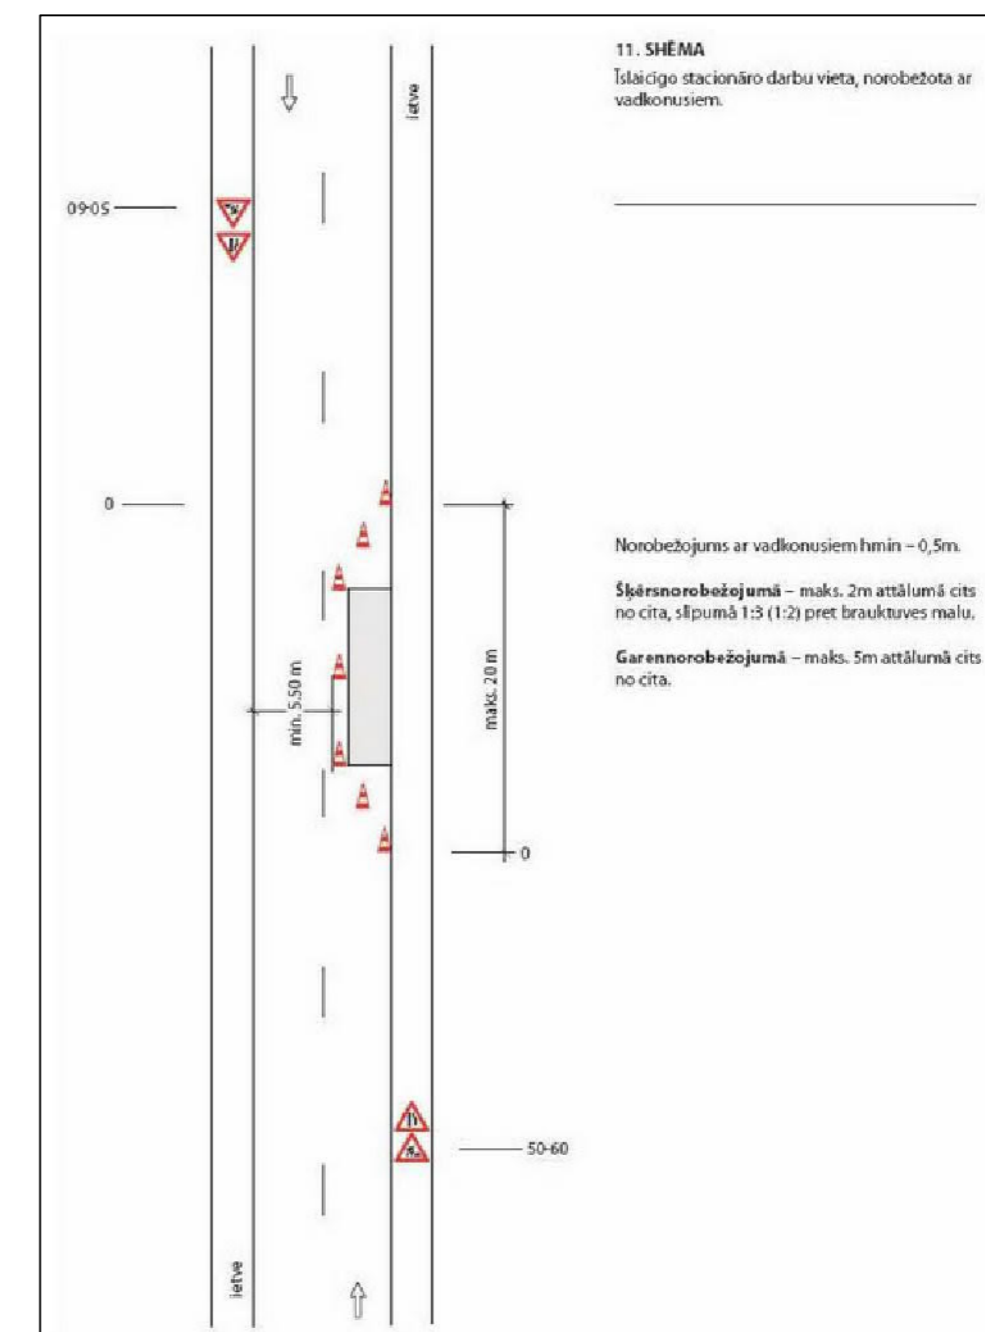 11. SHĒMA
Īslaicīgo stacionāro darbu vieta, norobežota ar
vadkonusiem.
ietve
09-05
0
Norobežojums ar vadkonusiem hmin – 0,5m.
Šķērsnorobežojumā – maks. 2m attālumā cits
no cita, slīpumā 1:3 (1:2) pret brauktuves malu.
Garennorobežojumā – maks. 5m attālumā cits
no cita.
min. 5.50 m
maks. 20 m
0
50-60
ietve